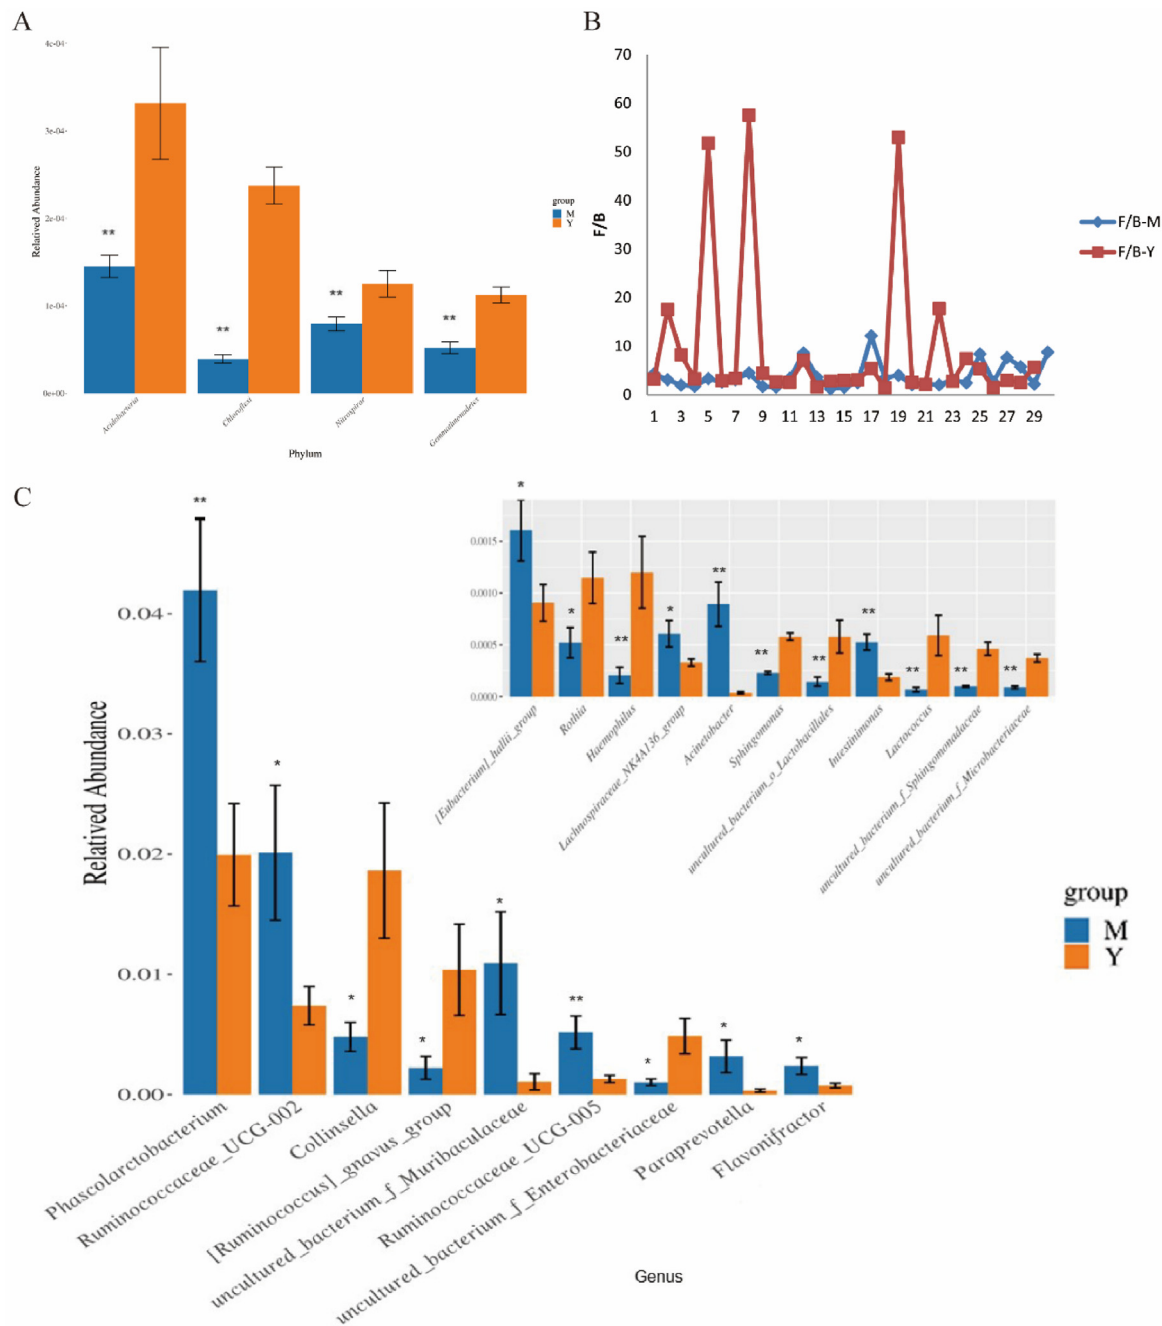 A
4e-04
3e-04
2e-04
1e-04
0e+00
Relatived Abundance
**
**
**
**
Acidobacteria
Chloroflexi
Nitrospirae
Phylum
group
M
Y
B
70
60
50
40
30
20
10
0
F/B
1 3 5 7 9 11 13 15 17 19 21 23 25 27 29
F/B-M
F/B-Y
C
0.04
0.03
0.02
0.01
0.00
Relatived Abundance
**
*
*
*
*
**
*
*
*
Phascolarctobacterium
Ruminococcaceae_UCG-002
Collinsella
[Ruminococcus]_gnavus_group
uncultured_bacterium_f_Muribaculaceae
Ruminococcaceae_UCG-005
uncultured_bacterium_f_Enterobacteriaceae
Paraprevotella
Flavonifractor
Genus
0.0015
0.0010
0.0005
0.0000
*
*
**
*
**
**
**
**
**
**
**
[Eubacterium]_hallii_group
Rothia
Haemophilus
Lachnospiraceae_NK4A136_group
Acinetobacter
Sphingomonas
uncultured_bacterium_o_Lactobacillales
Intestinimonas
Lactococcus
uncultured_bacterium_f_Sphingomonadaceae
uncultured_bacterium_f_Microbacteriaceae
group
M
Y